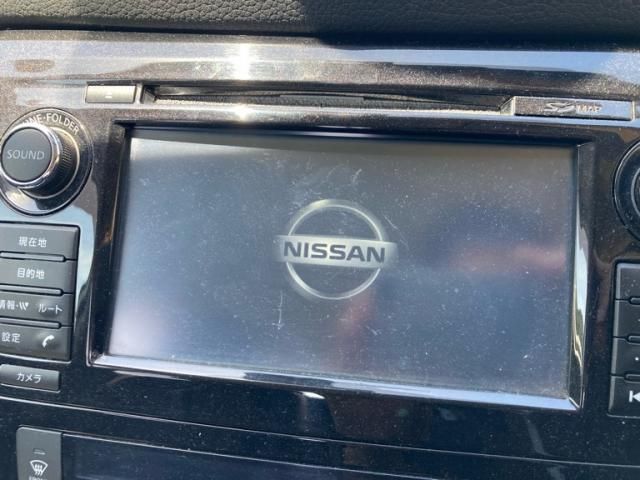 SD MAP
TUNE·FOLDER
SOUND
NISSAN
現在地
目的地
情報·VI ルート
設定
カメラ